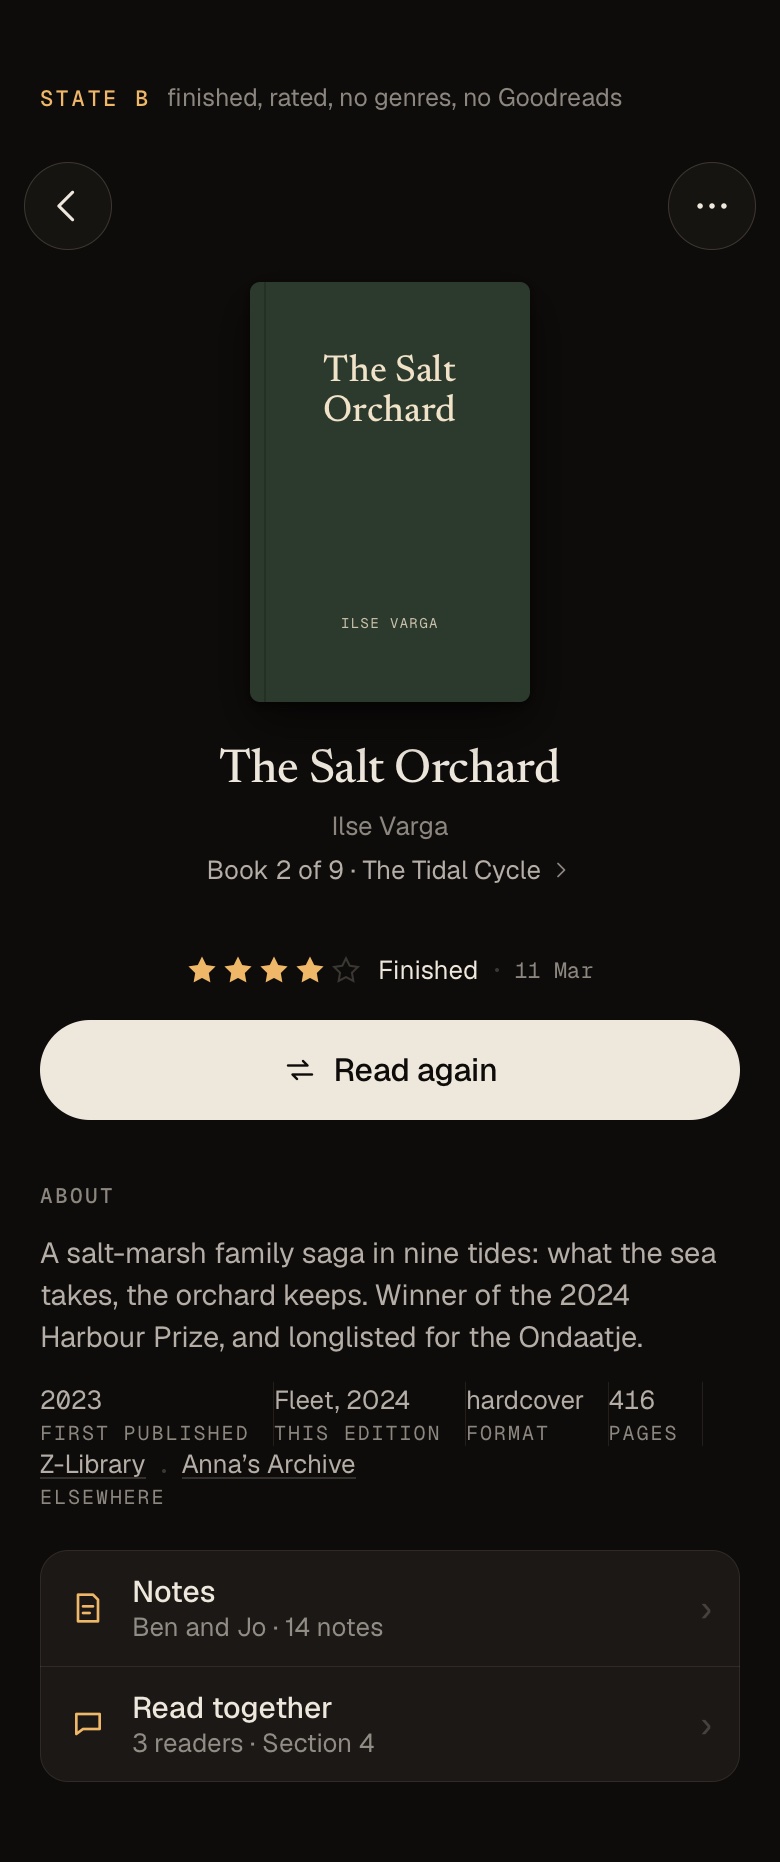 STATE B finished, rated, no genres, no Goodreads
The Salt
Orchard
ILSE VARGA
The Salt Orchard
Ilse Varga
Book 2 of 9 · The Tidal Cycle
Finished · 11 Mar
Read again
ABOUT
A salt-marsh family saga in nine tides: what the sea
takes, the orchard keeps. Winner of the 2024
Harbour Prize, and longlisted for the Ondaatje.
2023 Fleet, 2024 hardcover 416
FIRST PUBLISHED THIS EDITION FORMAT PAGES
Z-Library · Anna’s Archive
ELSEWHERE
Notes
Ben and Jo · 14 notes
Read together
3 readers · Section 4